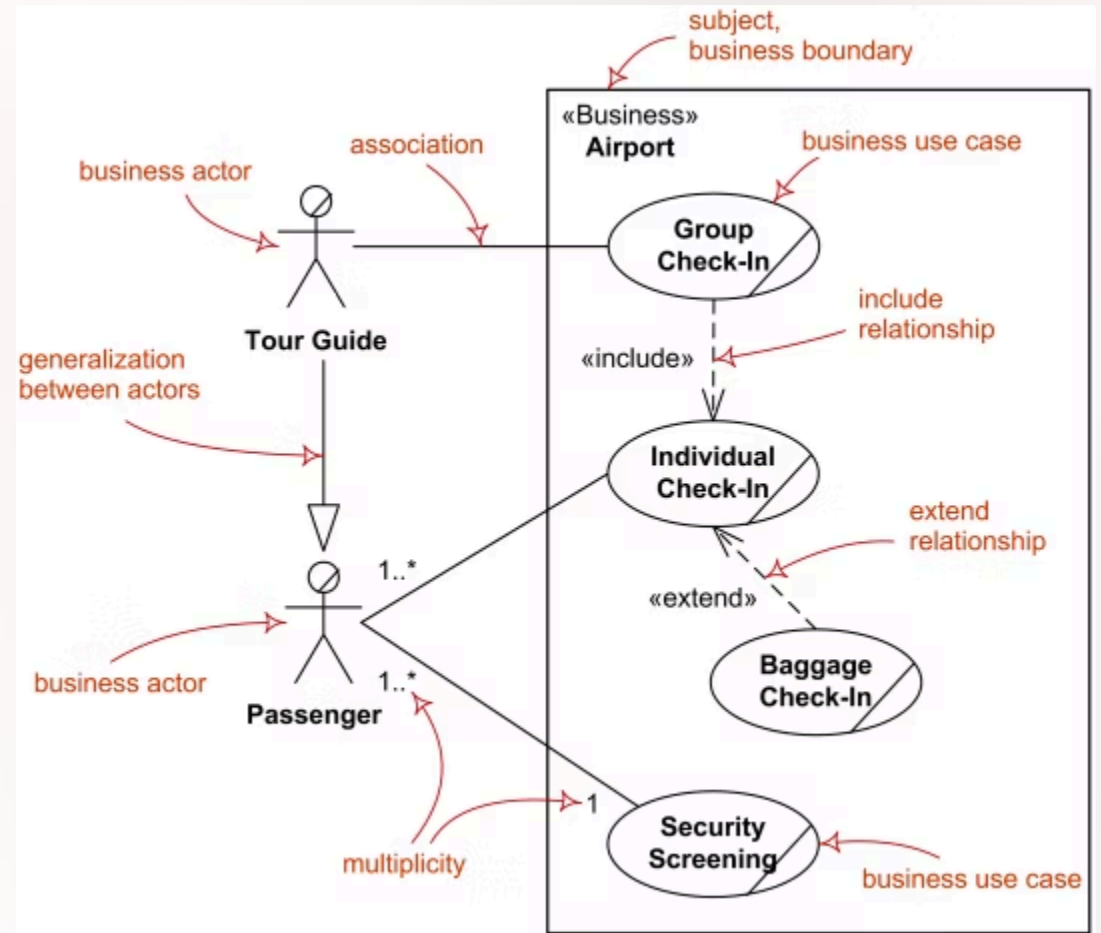 subject,
business boundary
«Business»
Airport
association
business use case
business actor
Group
Check-In
include
relationship
Tour Guide
«include»
generalization
between actors
Individual
Check-In
extend
relationship
1..*
«extend»
Baggage
Check-In
business actor
1..*
Passenger
1
Security
Screening
multiplicity
business use case